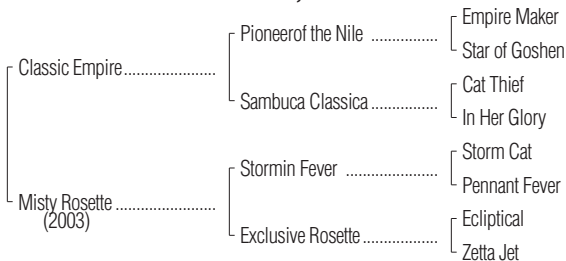 Empire Maker
Pioneerof the Nile ................
Star of Goshen
Classic Empire......................
Cat Thief
Sambuca Classica................
In Her Glory
Storm Cat
Stormin Fever ......................
Pennant Fever
Misty Rosette ........................
(2003)
Ecliptical
Exclusive Rosette..................
Zetta Jet